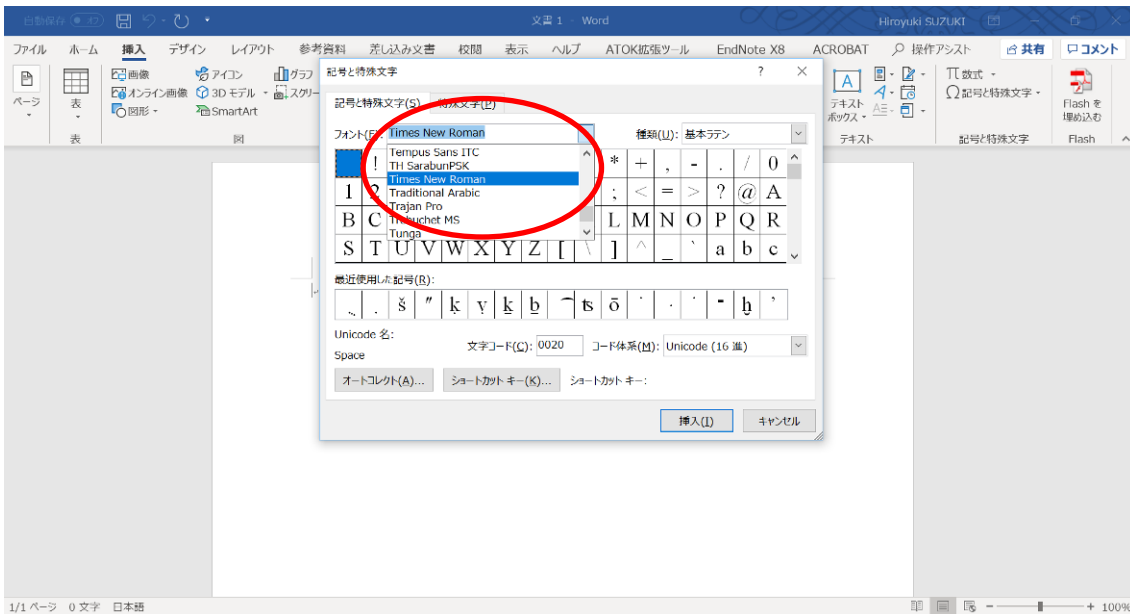 自動保存 文書 1 - Word Hiroyuki SUZUKI
ファイル ホーム 挿入 デザイン レイアウト 参考資料 差し込み文書 校閲 表示 ヘルプ ATOK拡張ツール EndNote X8 ACROBAT 操作アシスト 共有 コメント
ページ
表
表
画像
オンライン画像
図形
アイコン
3D モデル
SmartArt
グラフ
スクリー
図
テキスト
ボックス
テキスト
数式
記号と特殊文字
記号と特殊文字
Flash を
埋め込む
Flash
記号と特殊文字 ?
記号と特殊文字(S) 特殊文字(P)
フォント(F): Times New Roman 種類(U): 基本ラテン
Tempus Sans ITC
TH SarabunPSK
Times New Roman
Traditional Arabic
Trajan Pro
Trebuchet MS
Tunga
! * + , - . / 0
1 2 ; < = > ? @ A
B C L M N O P Q R
S T U V W X Y Z [ \ ] ^ _ ` a b c
最近使用した記号(R):
š ″ ḳ ṿ ḵ ḇ ʦ ō ḫ ʼ
Unicode 名:
Space
文字コード(C): 0020 コード体系(M): Unicode (16 進)
オートコレクト(A)... ショートカット キー(K)... ショートカット キー:
挿入(I) キャンセル
1/1 ページ 0 文字 日本語 - + 100%